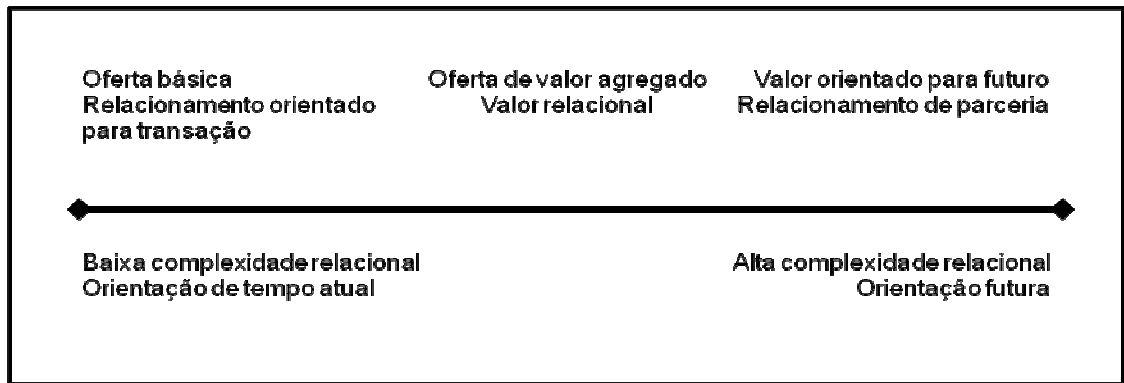 Oferta básica
Relacionamento orientado
para transação
Oferta de valor agregado
Valor relacional
Valor orientado para futuro
Relacionamento de parceria
Baixa complexidade relacional
Orientação de tempo atual
Alta complexidade relacional
Orientação futura